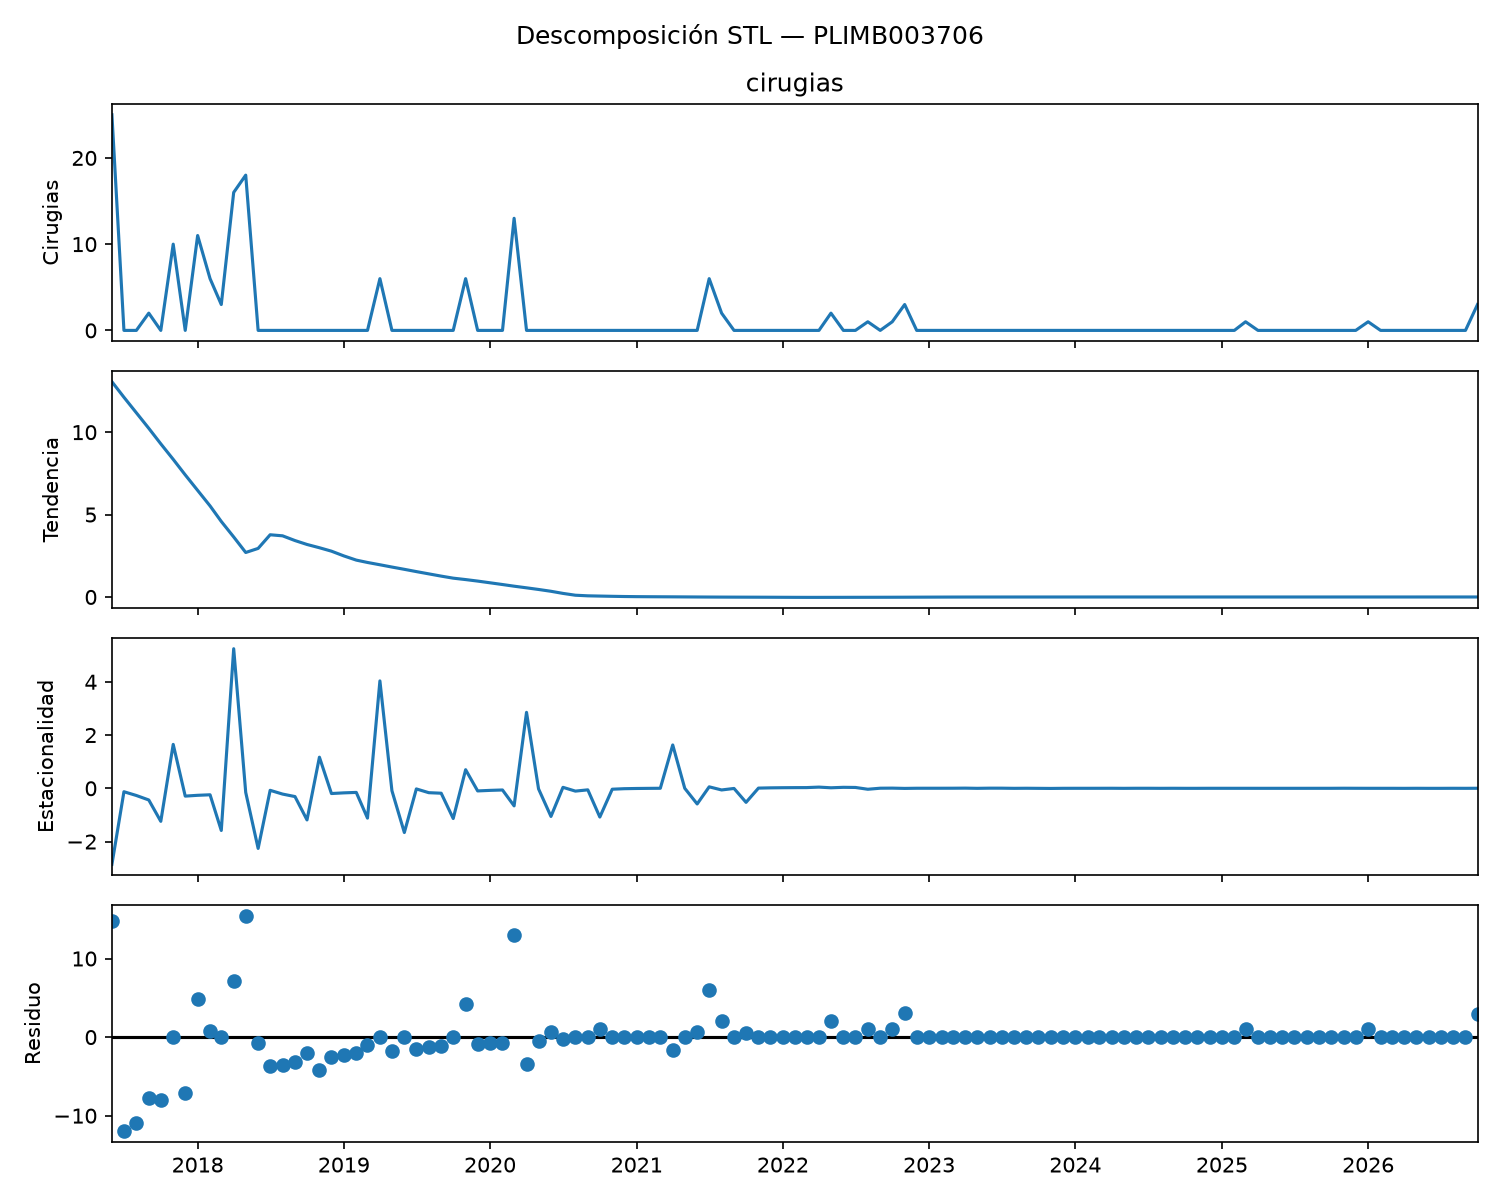 Descomposición STL — PLIMB003706
cirugias
Cirugias
20
10
0
Tendencia
10
5
0
Estacionalidad
4
2
0
−2
Residuo
10
0
−10
2018 2019 2020 2021 2022 2023 2024 2025 2026